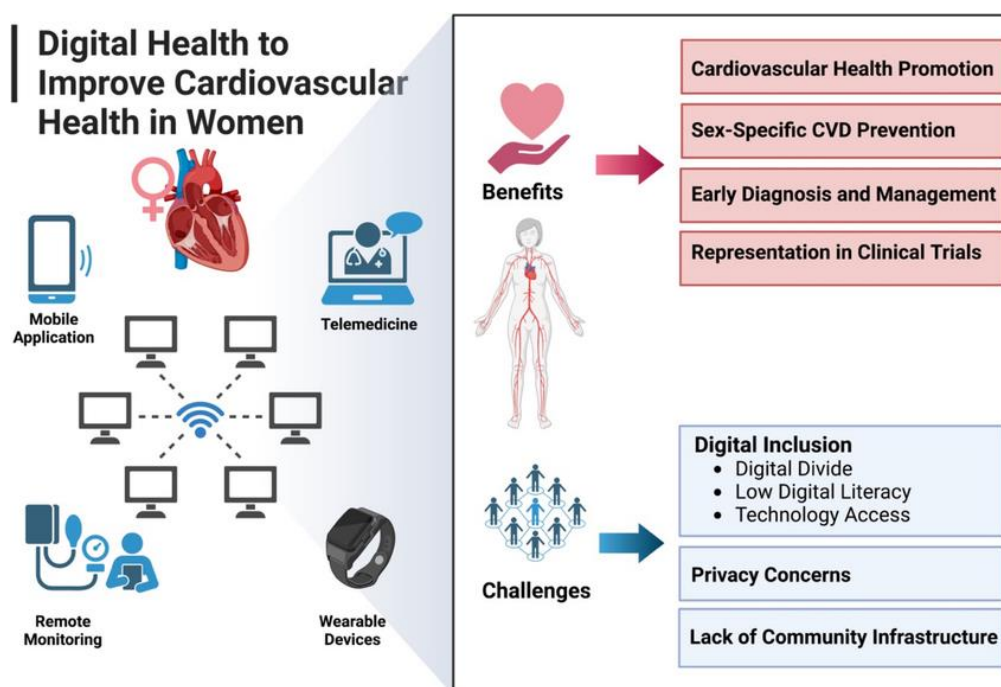 Digital Health to
Improve Cardiovascular
Health in Women
Mobile
Application
Telemedicine
Remote
Monitoring
Wearable
Devices
Benefits
Cardiovascular Health Promotion
Sex-Specific CVD Prevention
Early Diagnosis and Management
Representation in Clinical Trials
Challenges
Digital Inclusion
• Digital Divide
• Low Digital Literacy
• Technology Access
Privacy Concerns
Lack of Community Infrastructure